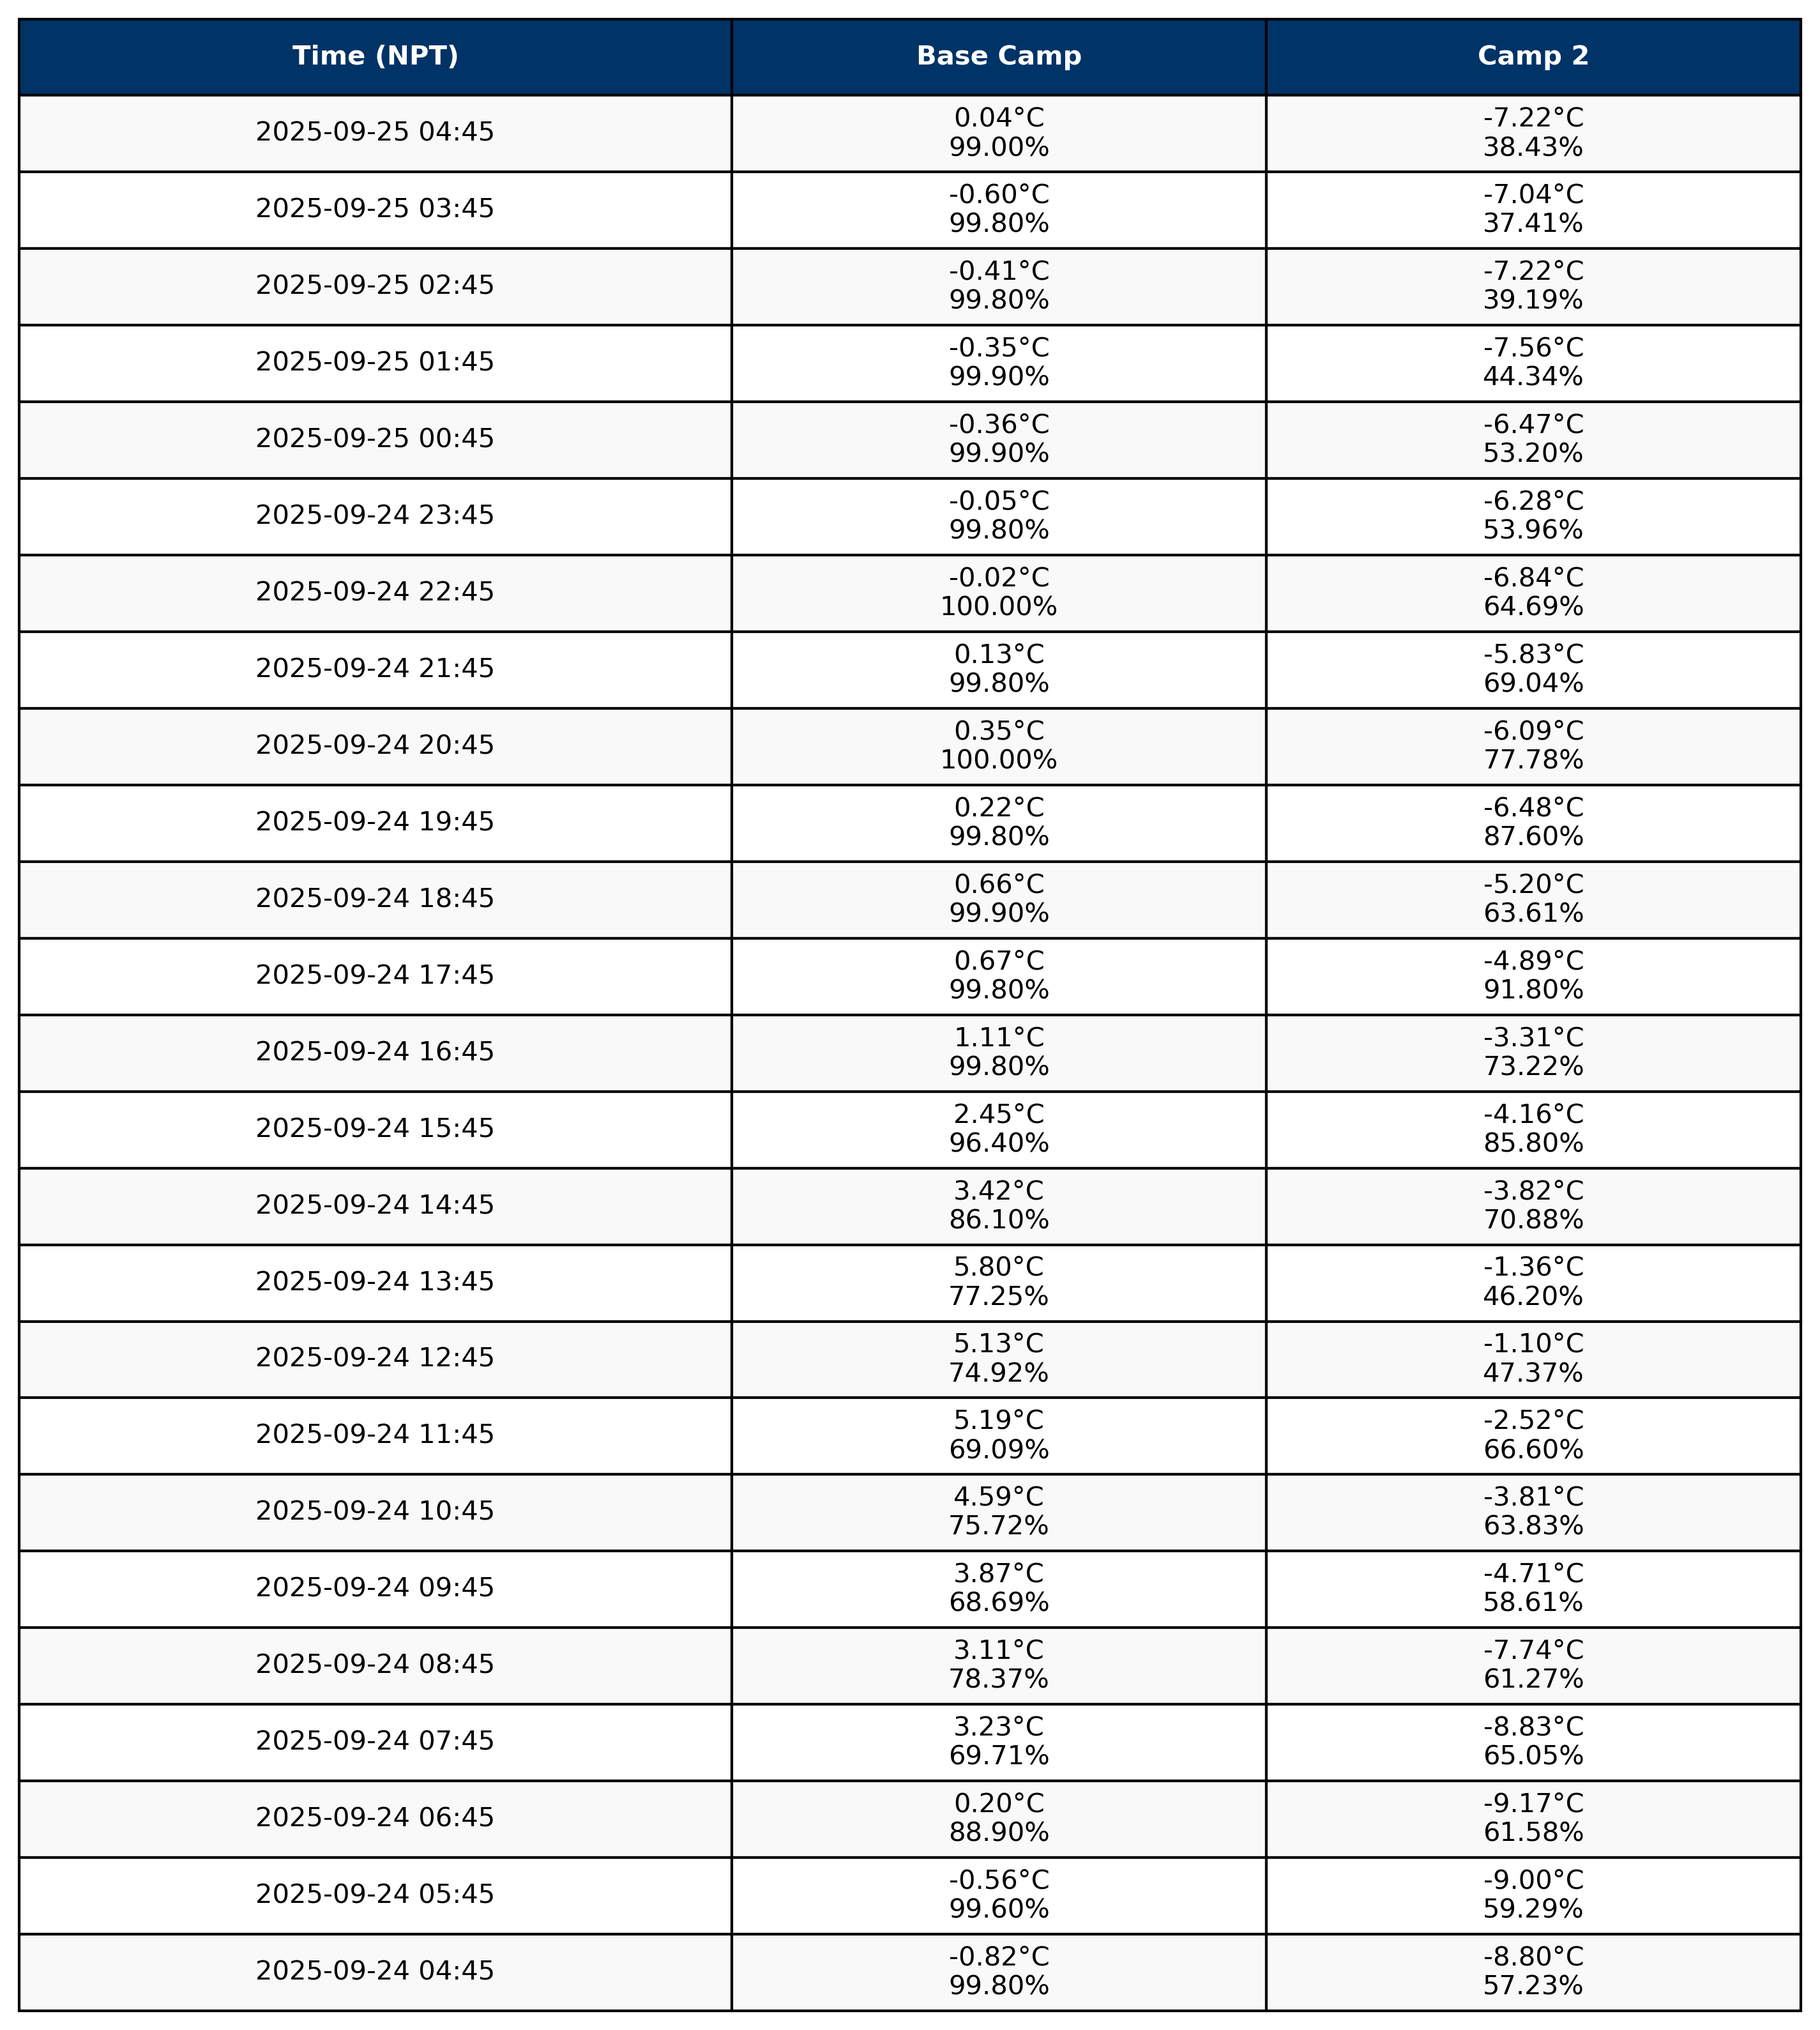 Time (NPT) Base Camp Camp 2
2025-09-25 04:45 0.04°C -7.22°C
99.00% 38.43%
2025-09-25 03:45 -0.60°C -7.04°C
99.80% 37.41%
2025-09-25 02:45 -0.41°C -7.22°C
99.80% 39.19%
2025-09-25 01:45 -0.35°C -7.56°C
99.90% 44.34%
2025-09-25 00:45 -0.36°C -6.47°C
99.90% 53.20%
2025-09-24 23:45 -0.05°C -6.28°C
99.80% 53.96%
2025-09-24 22:45 -0.02°C -6.84°C
100.00% 64.69%
2025-09-24 21:45 0.13°C -5.83°C
99.80% 69.04%
2025-09-24 20:45 0.35°C -6.09°C
100.00% 77.78%
2025-09-24 19:45 0.22°C -6.48°C
99.80% 87.60%
2025-09-24 18:45 0.66°C -5.20°C
99.90% 63.61%
2025-09-24 17:45 0.67°C -4.89°C
99.80% 91.80%
2025-09-24 16:45 1.11°C -3.31°C
99.80% 73.22%
2025-09-24 15:45 2.45°C -4.16°C
96.40% 85.80%
2025-09-24 14:45 3.42°C -3.82°C
86.10% 70.88%
2025-09-24 13:45 5.80°C -1.36°C
77.25% 46.20%
2025-09-24 12:45 5.13°C -1.10°C
74.92% 47.37%
2025-09-24 11:45 5.19°C -2.52°C
69.09% 66.60%
2025-09-24 10:45 4.59°C -3.81°C
75.72% 63.83%
2025-09-24 09:45 3.87°C -4.71°C
68.69% 58.61%
2025-09-24 08:45 3.11°C -7.74°C
78.37% 61.27%
2025-09-24 07:45 3.23°C -8.83°C
69.71% 65.05%
2025-09-24 06:45 0.20°C -9.17°C
88.90% 61.58%
2025-09-24 05:45 -0.56°C -9.00°C
99.60% 59.29%
2025-09-24 04:45 -0.82°C -8.80°C
99.80% 57.23%